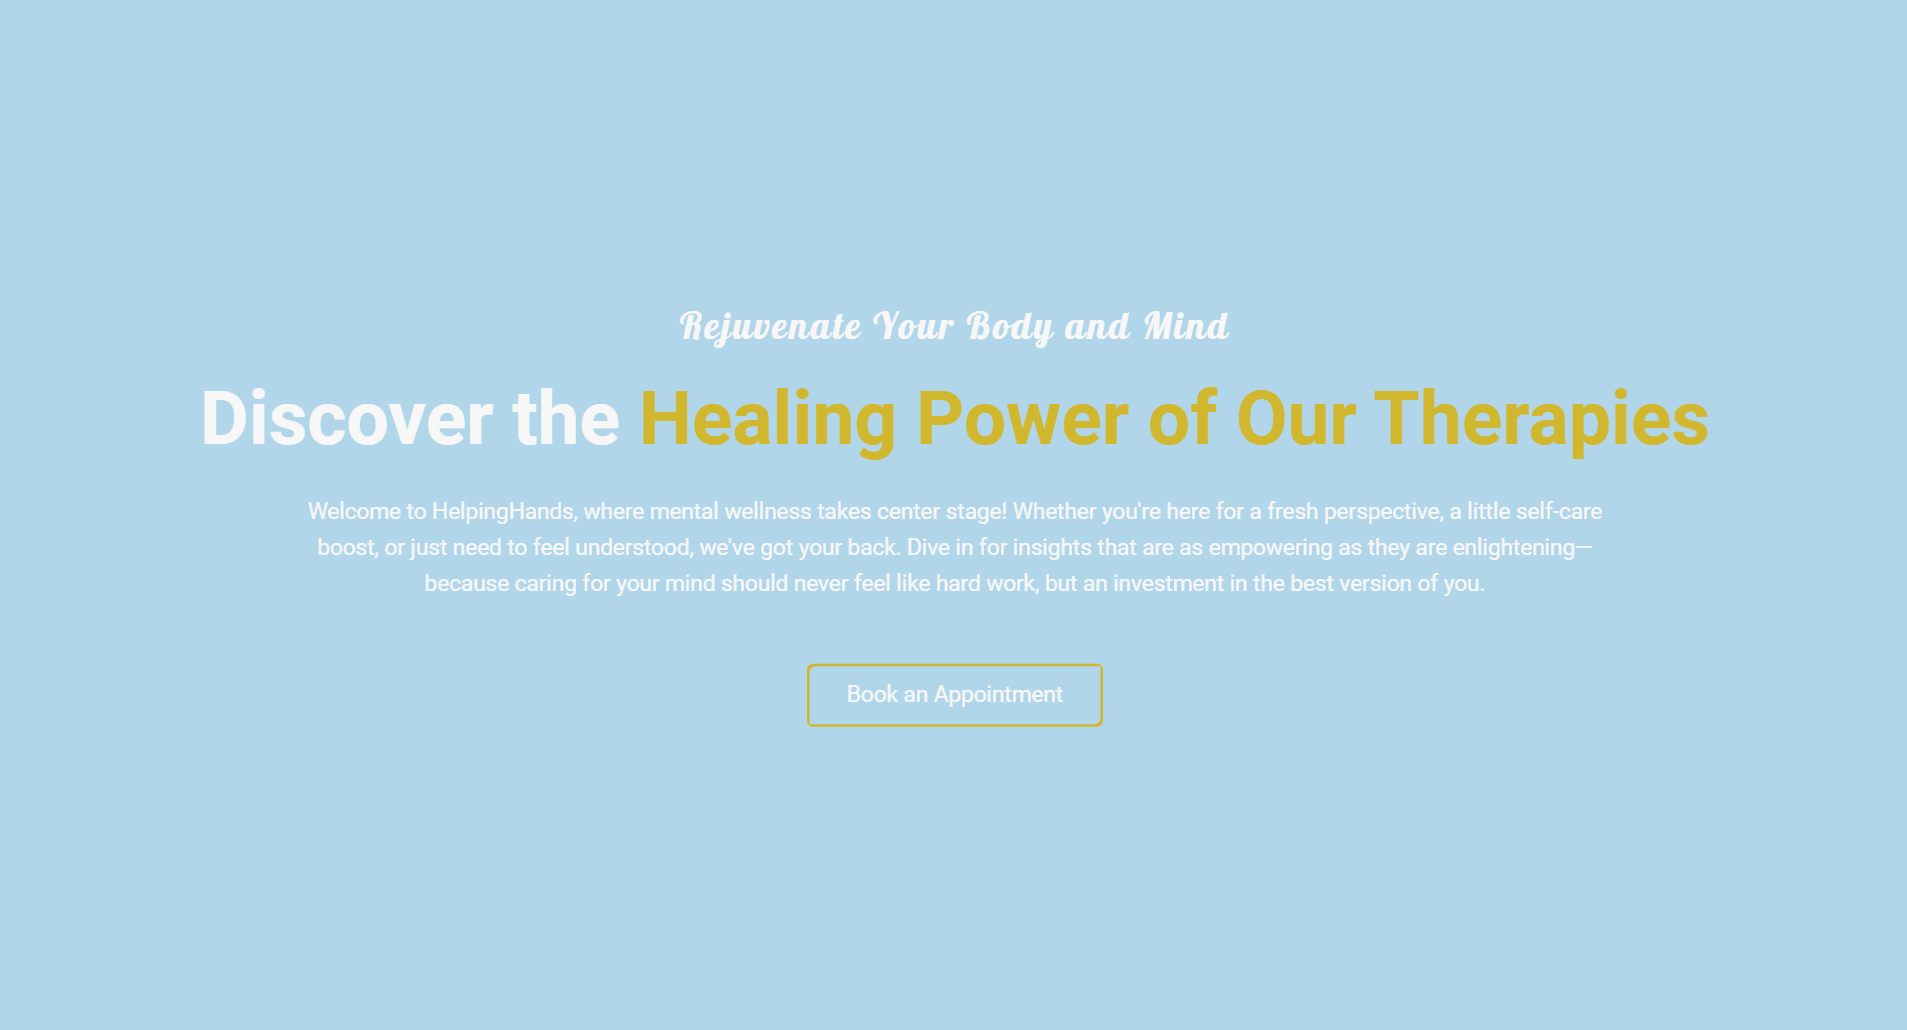 Rejuvenate Your Body and Mind
Discover the Healing Power of Our Therapies
Welcome to HelpingHands, where mental wellness takes center stage! Whether you're here for a fresh perspective, a little self-care
boost, or just need to feel understood, we've got your back. Dive in for insights that are as empowering as they are enlightening—
because caring for your mind should never feel like hard work, but an investment in the best version of you.
Book an Appointment